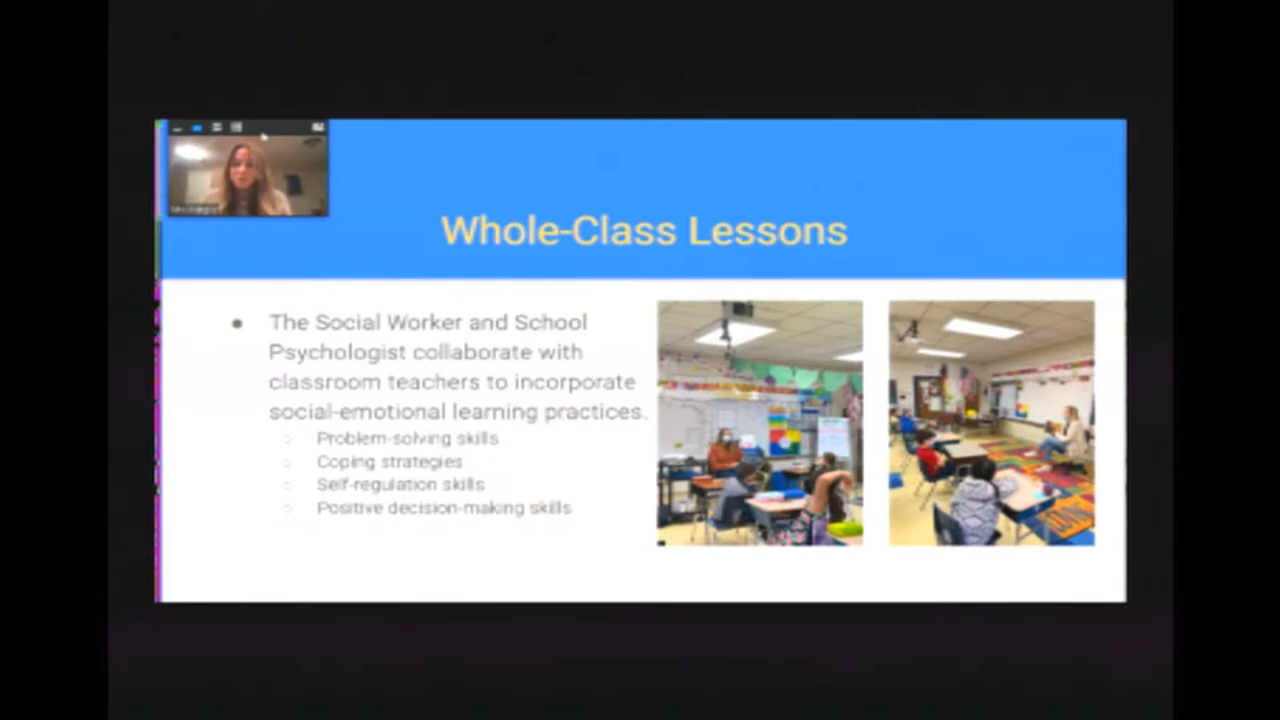 Whole-Class Lessons
The Social Worker and School
Psychologist collaborate with
classroom teachers to incorporate
social-emotional learning practices.
Problem-solving skills
Coping strategies
Self-regulation skills
Positive decision-making skills